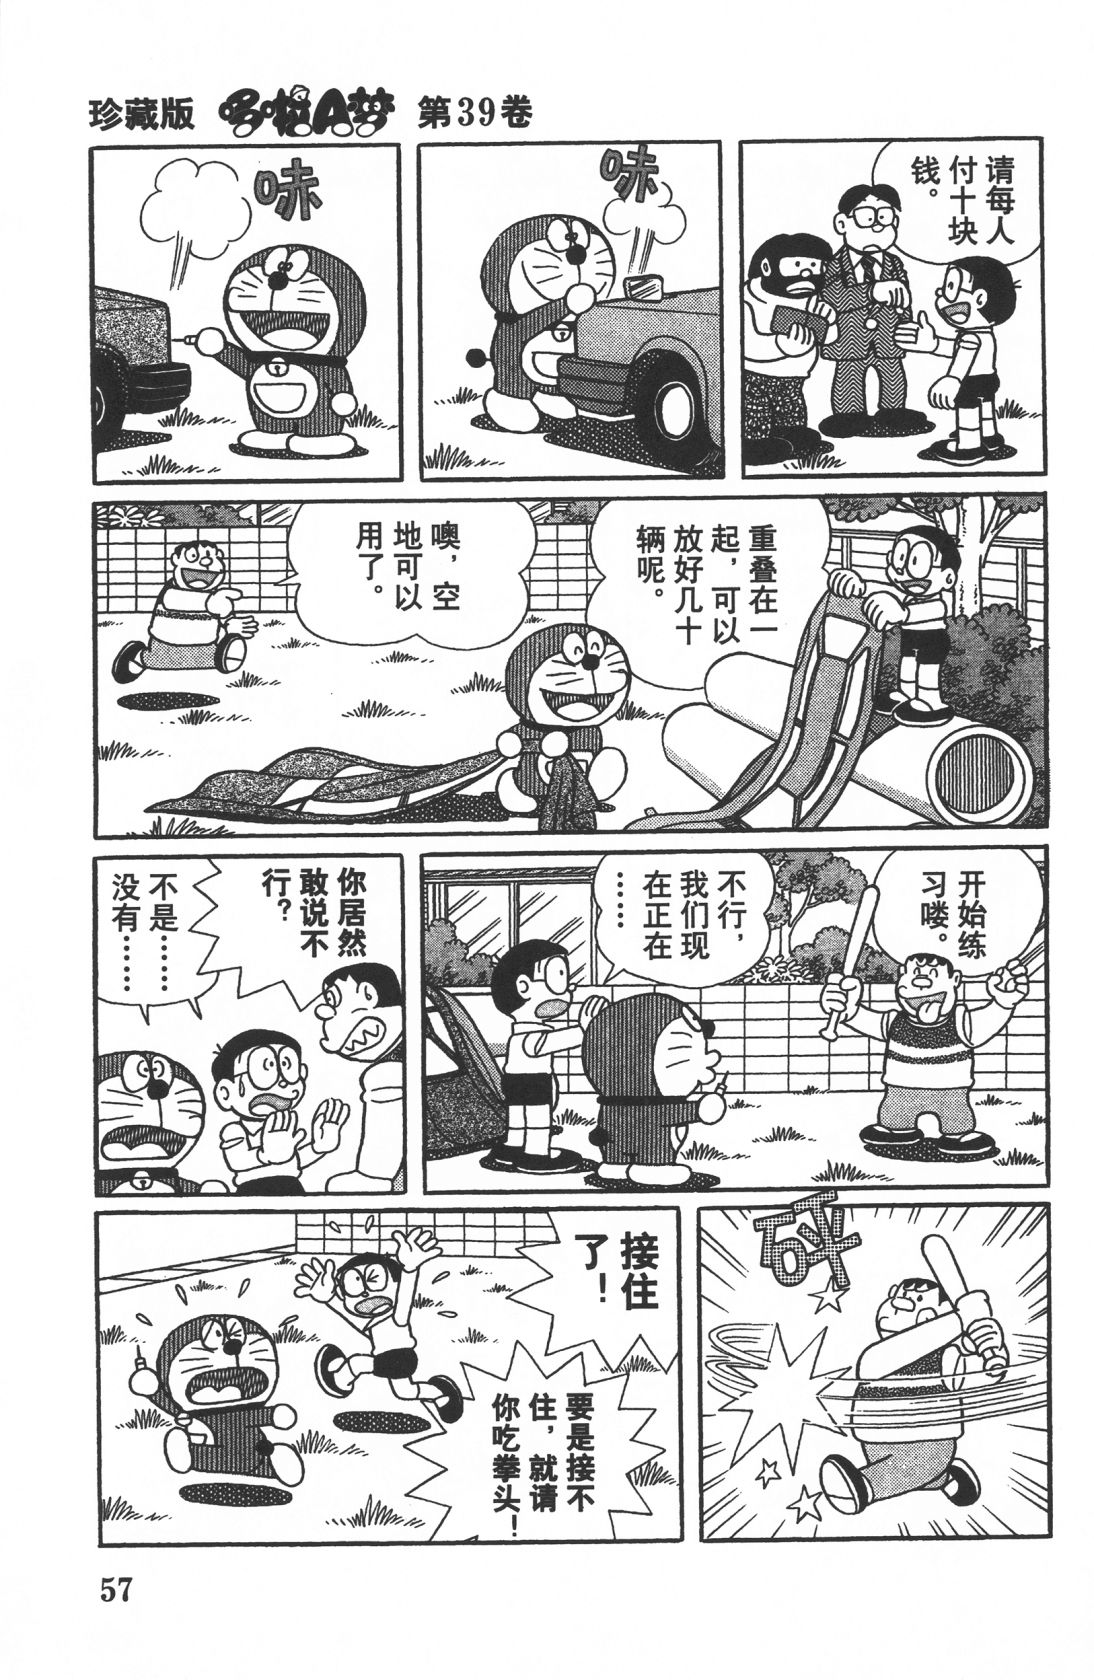 珍藏版 哆啦A梦 第39卷
请每人
付十块
钱。
哧
哧
重叠在一
起，可以
放好几十
辆呢。
噢，空
地可以
用了。
开始练
习喽。
不行，
我们现
在正在
……
你居然
敢说不
行？
不是……
没有……
砰
接住
了！
要是接不
住，就请
你吃拳头！
57